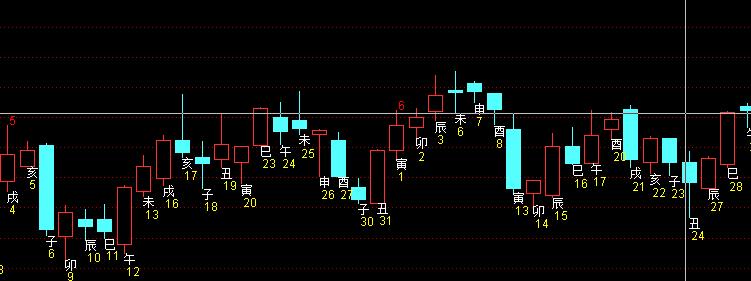 5
戌
4
亥
5
子
6
卯
9
辰
10
巳
11
午
12
未
13
戌
16
亥
17
子
18
丑
19
寅
20
巳
23
午
24
未
25
申
26
酉
27
子
30
丑
31
6
寅
1
卯
2
辰
3
未
6
申
7
酉
8
寅
13
卯
14
辰
15
巳
16
午
17
酉
20
戌
21
亥
22
子
23
丑
24
辰
27
巳
28